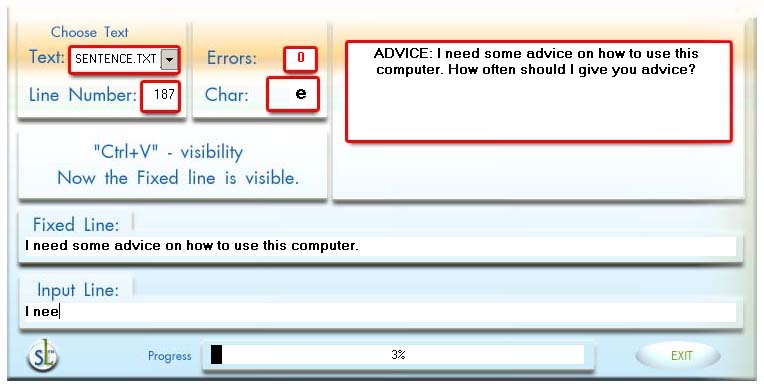 Choose Text
Text: SENTENCE.TXT
Line Number: 187
Errors: 0
Char: e
ADVICE: I need some advice on how to use this
computer. How often should I give you advice?
"Ctrl+V" - visibility
Now the Fixed line is visible.
Fixed Line:
I need some advice on how to use this computer.
Input Line:
I nee
SL
Progress
3%
EXIT